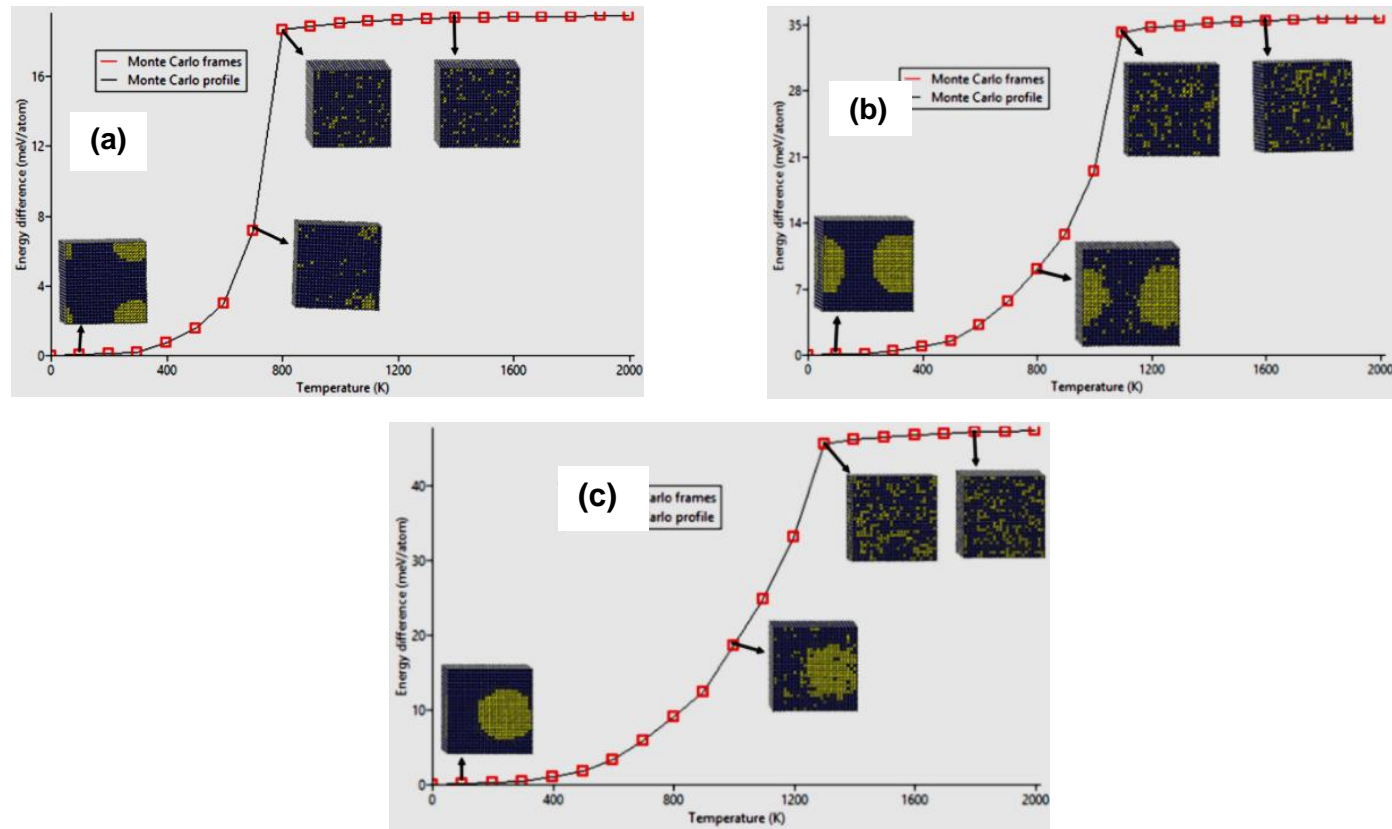 (a)
Monte Carlo frames
Monte Carlo profile
Energy difference (meV/atom)
16
12
8
4
0
0 400 800 1200 1600 2000
Temperature (K)
(b)
Monte Carlo frames
Monte Carlo profile
Energy difference (meV/atom)
35
28
21
14
7
0
0 400 800 1200 1600 2000
Temperature (K)
(c)
arlo frames
arlo profile
Energy difference (meV/atom)
40
30
20
10
0
0 400 800 1200 1600 2000
Temperature (K)